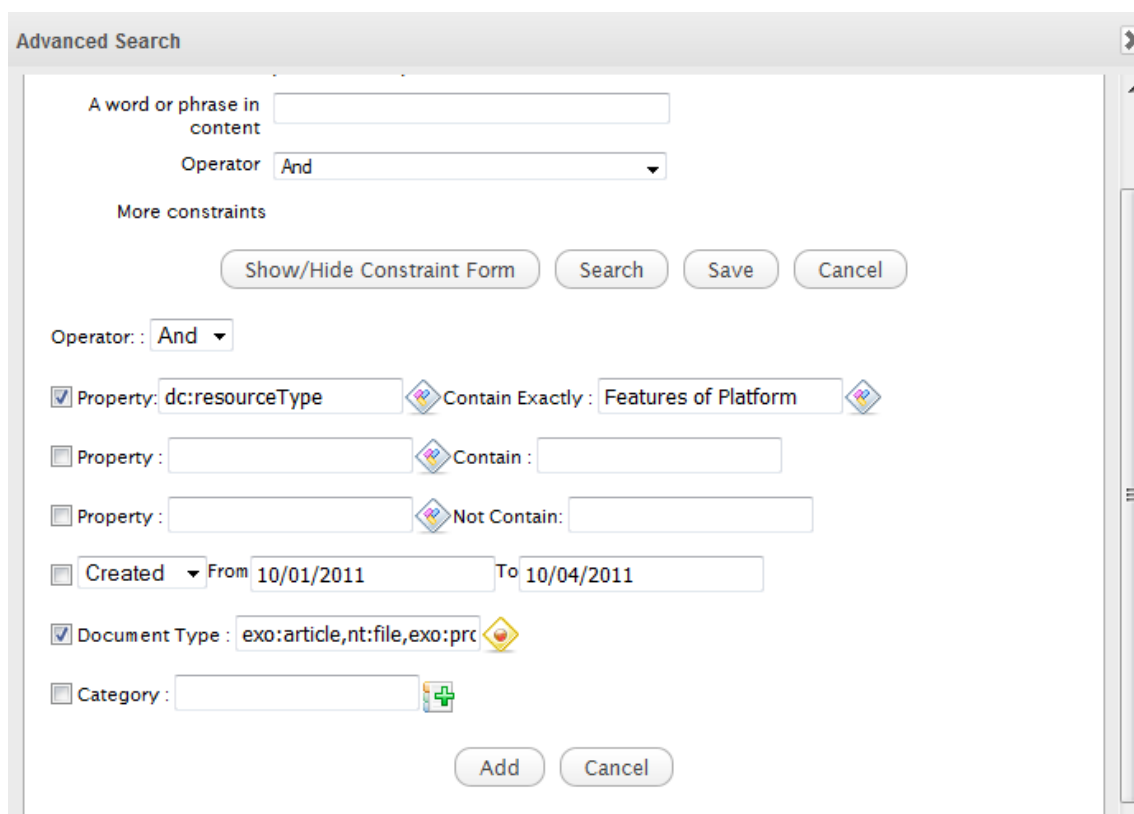 Advanced Search
A word or phrase in
content
Operator And
More constraints
Show/Hide Constraint Form Search Save Cancel
Operator: : And
Property: dc:resourceType Contain Exactly : Features of Platform
Property : Contain :
Property : Not Contain:
Created From 10/01/2011 To 10/04/2011
Document Type : exo:article,nt:file,exo:prc
Category :
Add Cancel